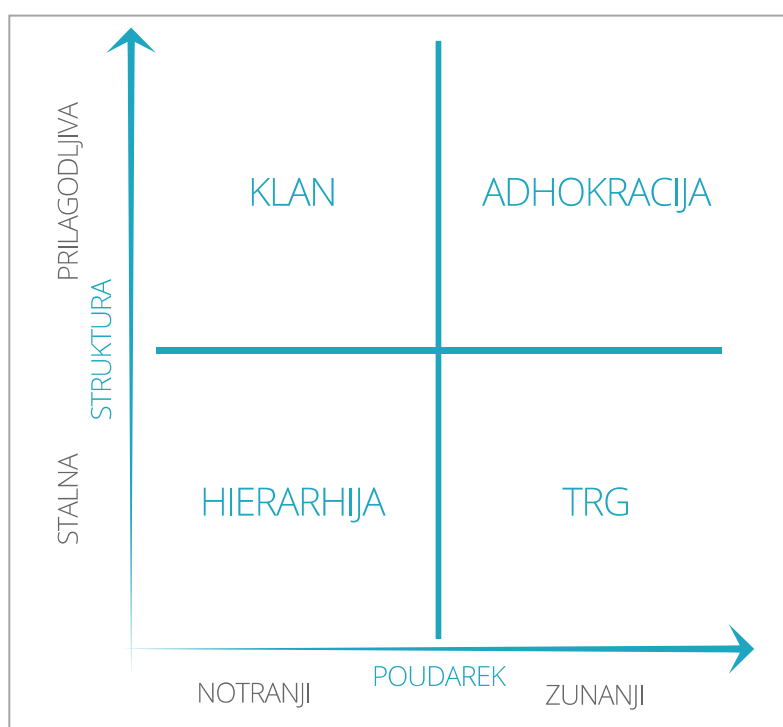 PRILAGODLJIVA
STRUKTURA
STALNA
KLAN
ADHOKRACIJA
HIERARHIJA
TRG
NOTRANJI
POUDAREK
ZUNANJI